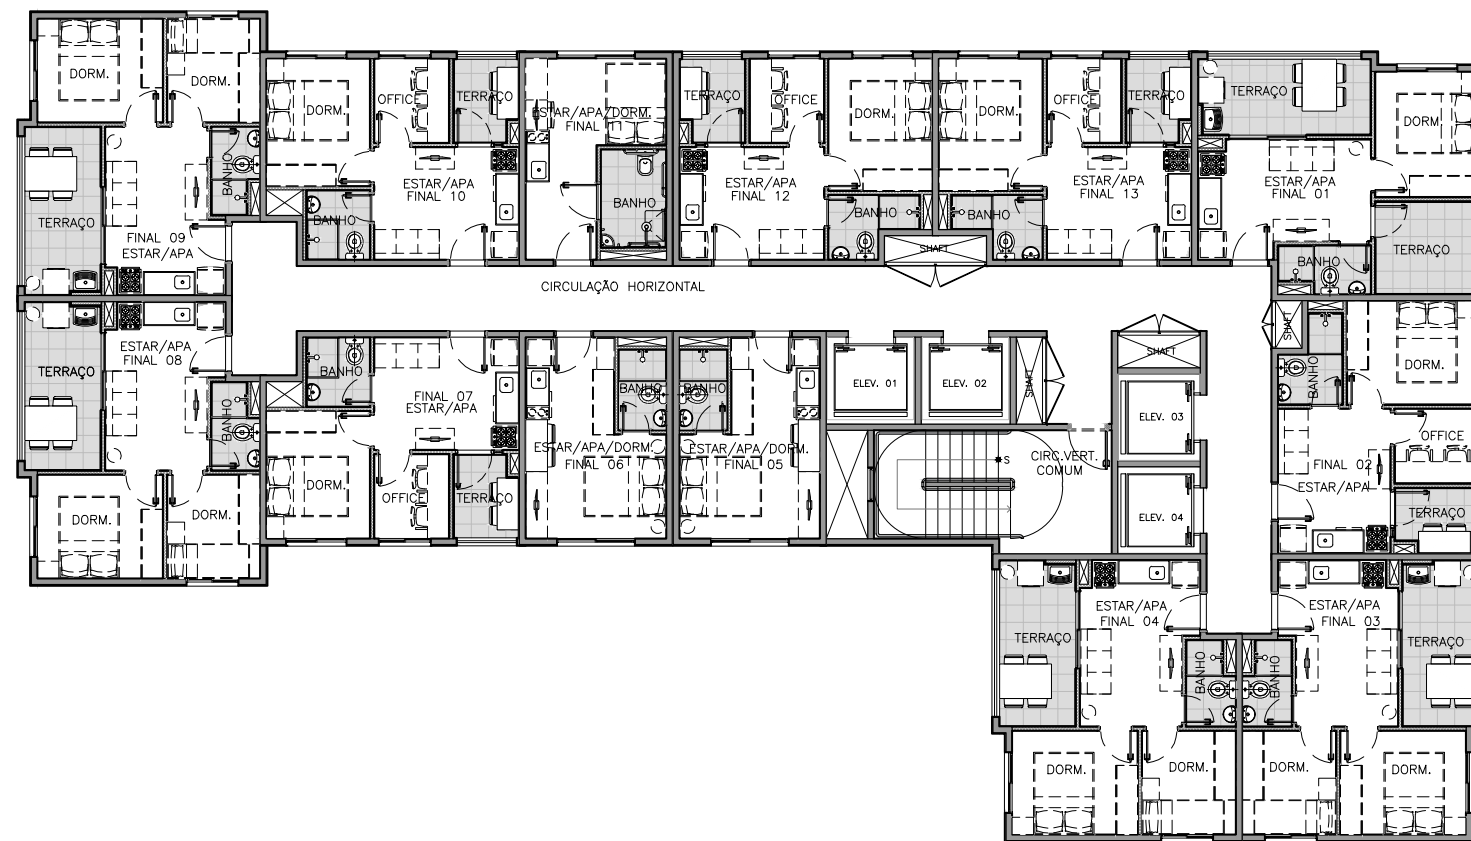 DORM.
DORM.
DORM.
OFFICE
TERRAÇO
ESTAR/APA/DORM.
FINAL 11
TERRAÇO
OFFICE
DORM.
DORM.
OFFICE
TERRAÇO
TERRAÇO
DORM.
BANHO
ESTAR/APA
FINAL 10
BANHO
BANHO
ESTAR/APA
FINAL 12
BANHO
BANHO
ESTAR/APA
FINAL 13
ESTAR/APA
FINAL 01
TERRAÇO
BANHO
TERRAÇO
FINAL 09
ESTAR/APA
SHAFT
CIRCULAÇÃO HORIZONTAL
ESTAR/APA
FINAL 08
TERRAÇO
BANHO
BANHO
FINAL 07
ESTAR/APA
BANHO
BANHO
ELEV. 01
ELEV. 02
SHAFT
SHAFT
SHAFT
DORM.
BANHO
ELEV. 03
ESTAR/APA/DORM.
FINAL 06
ESTAR/APA/DORM.
FINAL 05
S
CIRC.VERT.
COMUM
OFFICE
FINAL 02
ESTAR/APA
TERRAÇO
DORM.
DORM.
DORM.
OFFICE
TERRAÇO
ELEV. 04
ESTAR/APA
FINAL 04
ESTAR/APA
FINAL 03
TERRAÇO
TERRAÇO
BANHO
BANHO
DORM.
DORM.
DORM.
DORM.